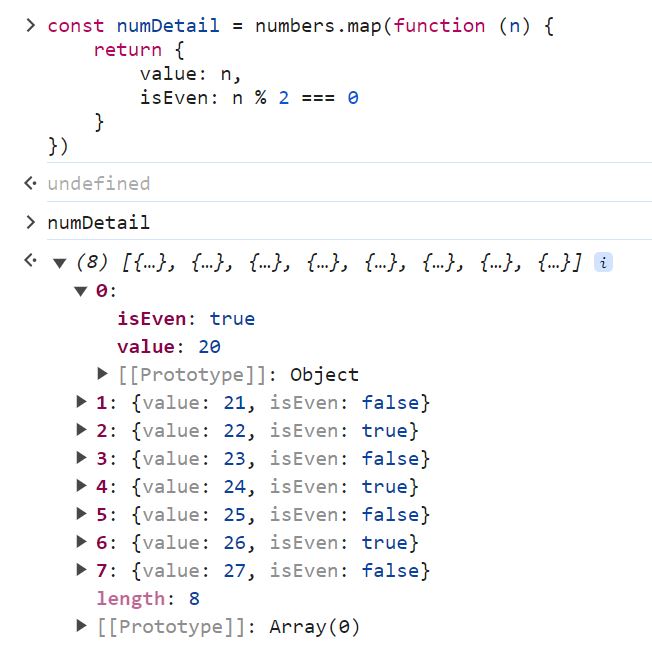 const numDetail = numbers.map(function (n) {
    return {
        value: n,
        isEven: n % 2 === 0
    }
})
undefined
numDetail
(8) [{…}, {…}, {…}, {…}, {…}, {…}, {…}, {…}] i
0:
isEven: true
value: 20
[[Prototype]]: Object
1: {value: 21, isEven: false}
2: {value: 22, isEven: true}
3: {value: 23, isEven: false}
4: {value: 24, isEven: true}
5: {value: 25, isEven: false}
6: {value: 26, isEven: true}
7: {value: 27, isEven: false}
length: 8
[[Prototype]]: Array(0)